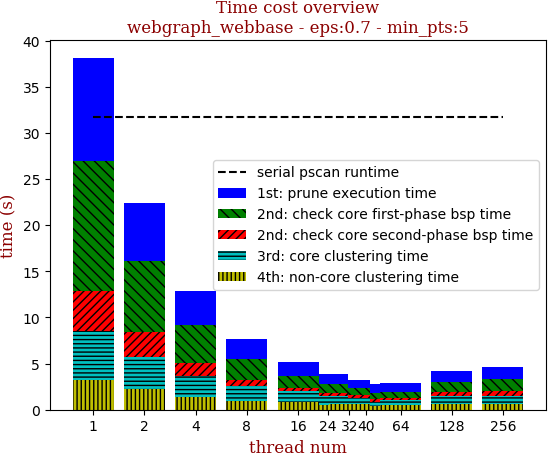 Time cost overview
webgraph_webbase - eps:0.7 - min_pts:5
time (s)
40
35
30
25
20
15
10
5
0
serial pscan runtime
1st: prune execution time
2nd: check core first-phase bsp time
2nd: check core second-phase bsp time
3rd: core clustering time
4th: non-core clustering time
1 2 4 8 16 24 32 40 64 128 256
thread num